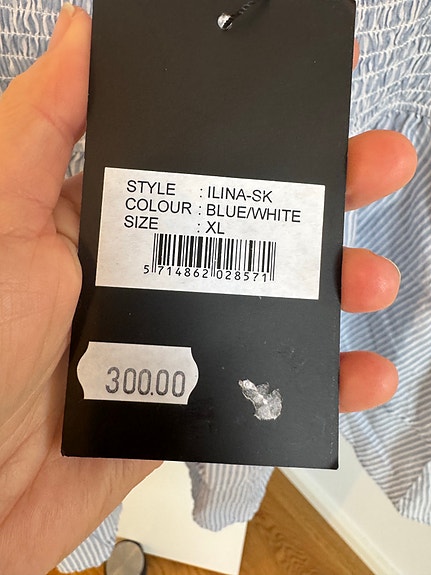 STYLE : ILINA-SK
COLOUR : BLUE/WHITE
SIZE : XL
5 714862 028571
300.00